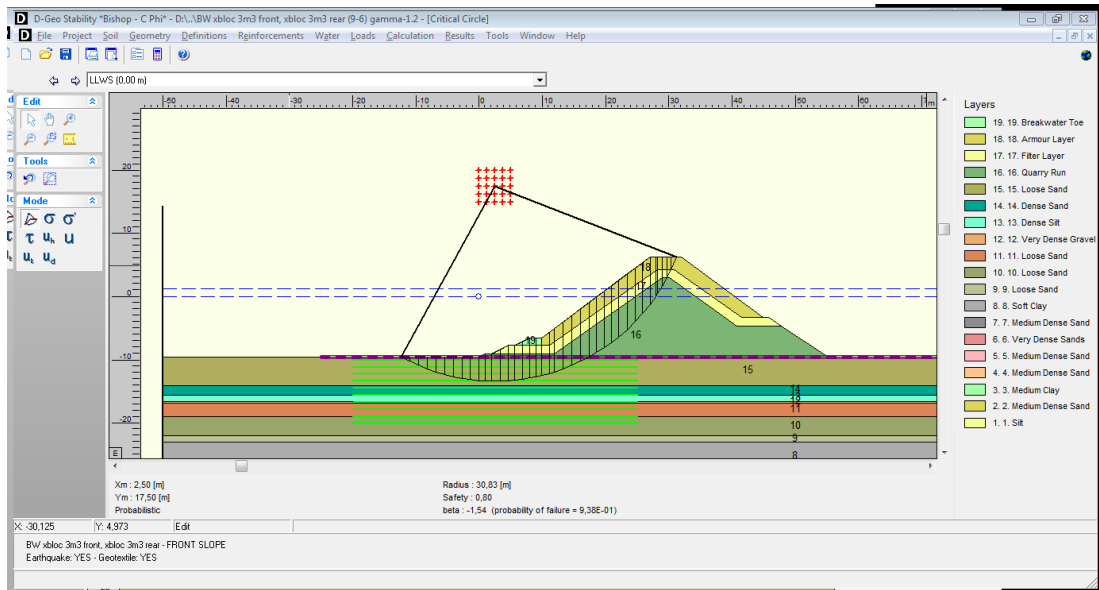 D-Geo Stability *Bishop - C Phi* - D:\...\BW xbloc 3m3 front, xbloc 3m3 rear (9-6) gamma-1.2 - [Critical Circle]
File Project Soil Geometry Definitions Reinforcements Water Loads Calculation Results Tools Window Help
LLWS (0,00 m)
Edit
Tools
Mode
σ σ'
τ u_h u
u_t u_d
-50 -40 -30 -20 -10 0 10 20 30 40 50 60 m
20
10
0
-10
-20
18
17
19
16
15
14
11
10
9
8
E
Layers
19. 19. Breakwater Toe
18. 18. Armour Layer
17. 17. Filter Layer
16. 16. Quarry Run
15. 15. Loose Sand
14. 14. Dense Sand
13. 13. Dense Silt
12. 12. Very Dense Gravel
11. 11. Loose Sand
10. 10. Loose Sand
9. 9. Loose Sand
8. 8. Soft Clay
7. 7. Medium Dense Sand
6. 6. Very Dense Sands
5. 5. Medium Dense Sand
4. 4. Medium Dense Sand
3. 3. Medium Clay
2. 2. Medium Dense Sand
1. 1. Silt
Xm : 2,50 [m] Radius : 30,83 [m]
Ym : 17,50 [m] Safety : 0,80
Probabilistic beta : -1,54 (probability of failure = 9,38E-01)
X: -30,125 Y: 4,973 Edit
BW xbloc 3m3 front, xbloc 3m3 rear - FRONT SLOPE
Earthquake: YES - Geotextile: YES